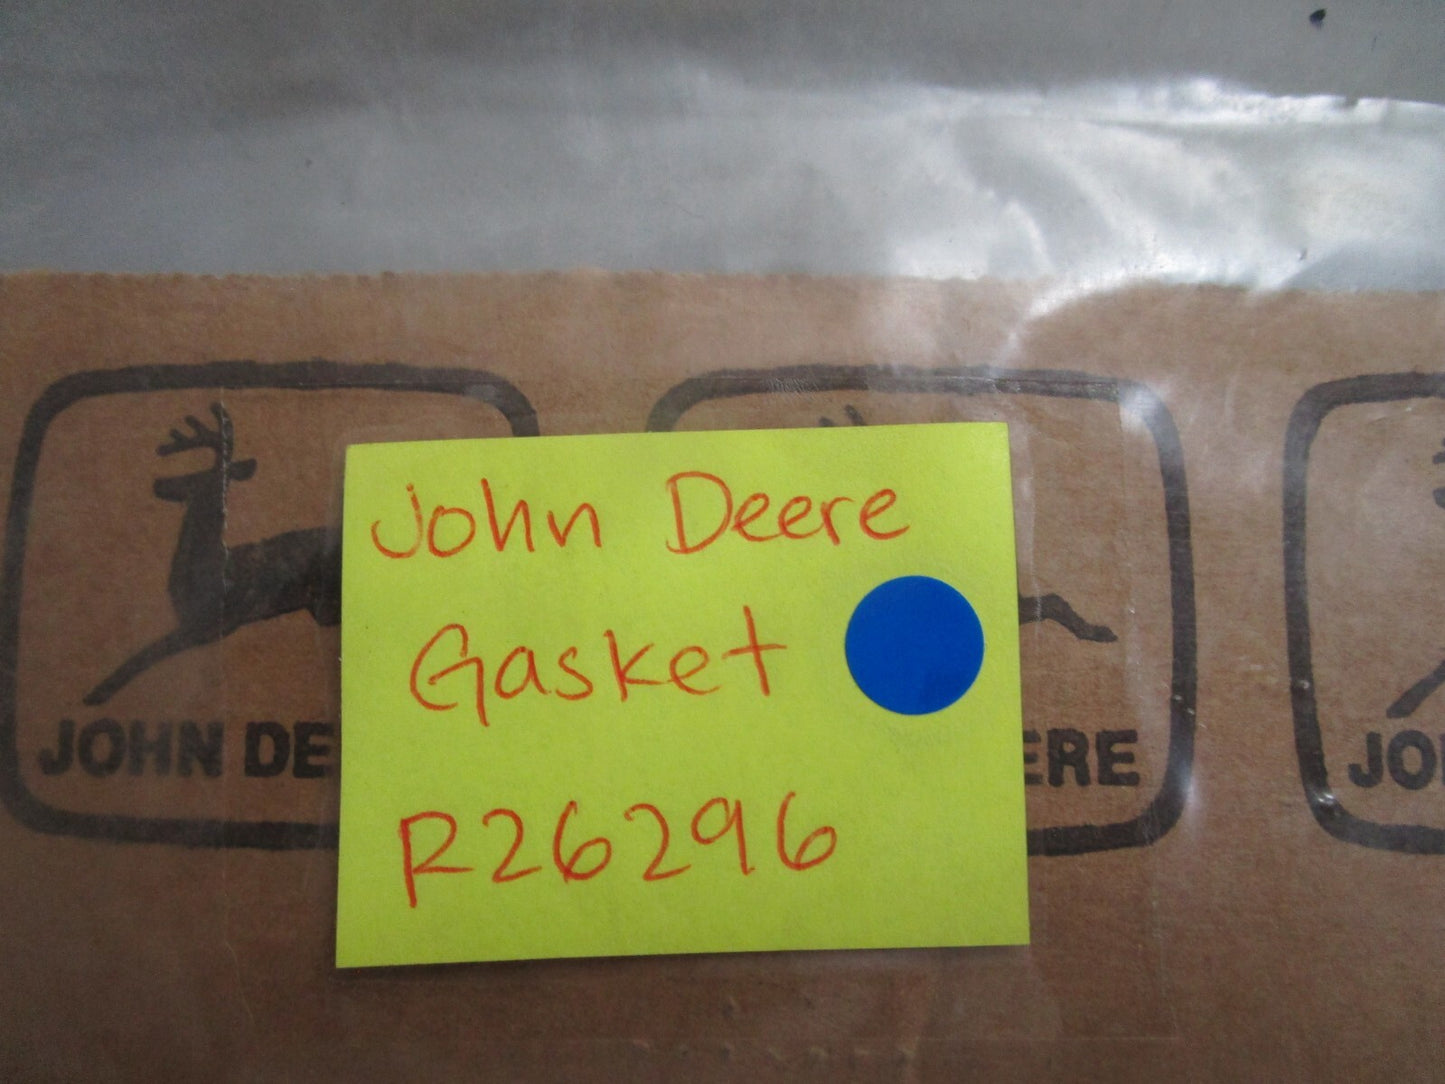 John Deere
Gasket
R26296
JOHN DE
ERE
JO